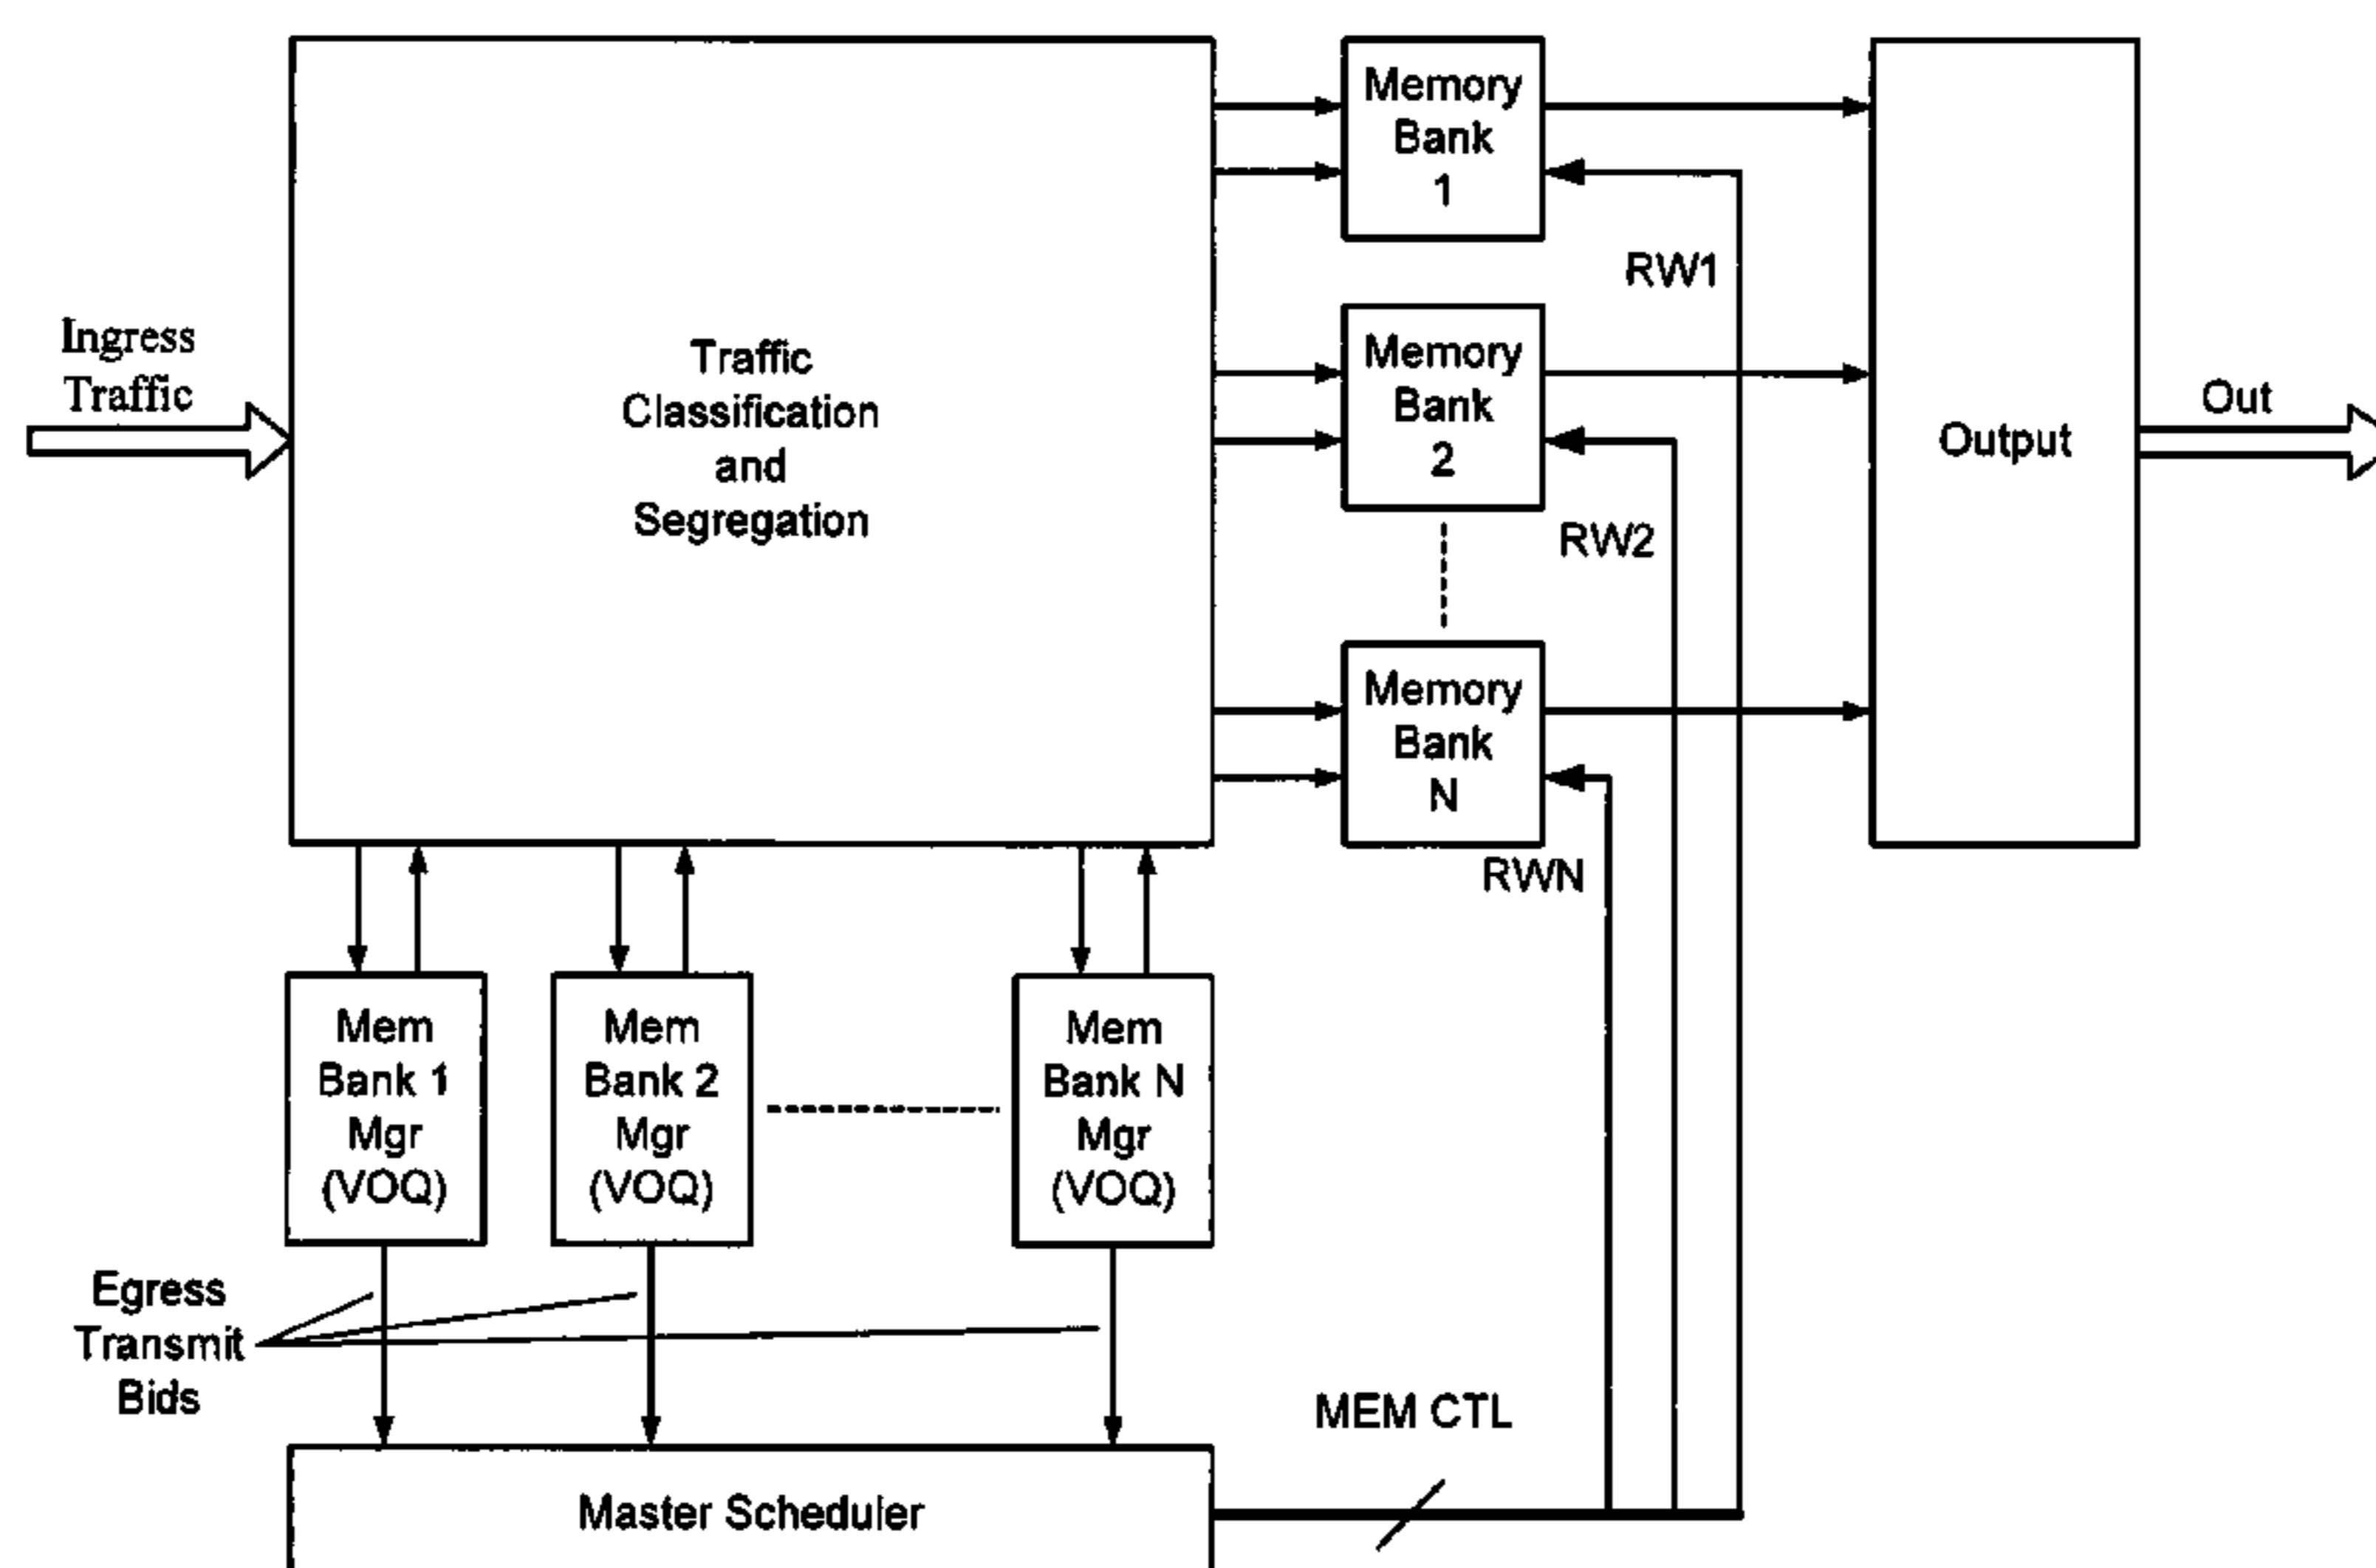 Memory
Bank
1
RW1
Ingress
Traffic
Traffic
Classification
and
Segregation
Memory
Bank
2
RW2
Output
Out
Memory
Bank
N
RWN
Mem
Bank 1
Mgr
(VOQ)
Mem
Bank 2
Mgr
(VOQ)
Mem
Bank N
Mgr
(VOQ)
Egress
Transmit
Bids
MEM CTL
Master Scheduler